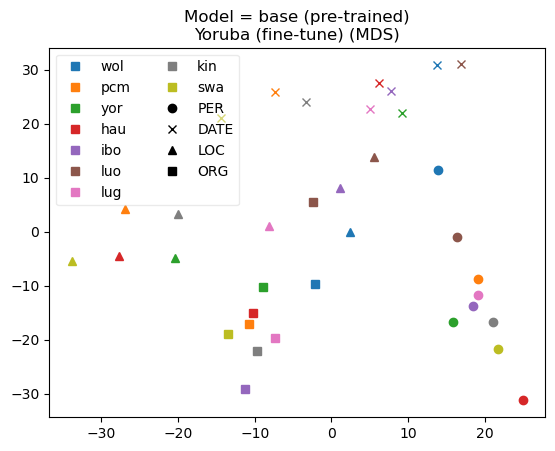 Model = base (pre-trained)
Yoruba (fine-tune) (MDS)
30
20
10
0
−10
−20
−30
wol
pcm
yor
hau
ibo
luo
lug
kin
swa
PER
DATE
LOC
ORG
−30
−20
−10
0
10
20